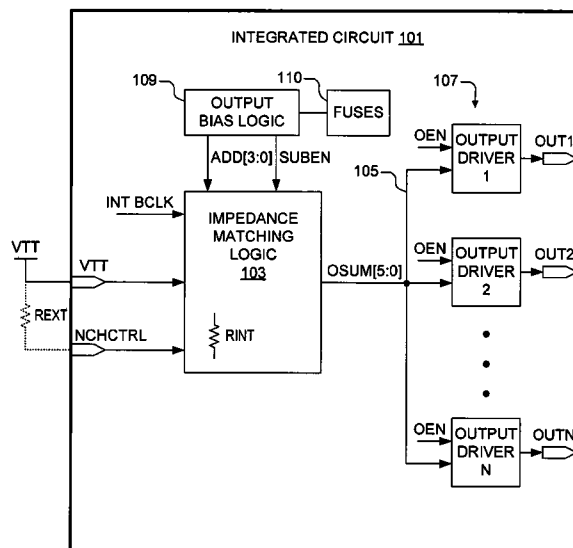 INTEGRATED CIRCUIT 101
109
110
107
OUTPUT
BIAS LOGIC
FUSES
ADD[3:0]
SUBEN
OEN
OUTPUT
DRIVER
1
OUT1
105
INT BCLK
IMPEDANCE
MATCHING
LOGIC
103
VTT
VTT
REXT
NCHCTRL
RINT
OSUM[5:0]
OEN
OUTPUT
DRIVER
2
OUT2
OEN
OUTPUT
DRIVER
N
OUTN